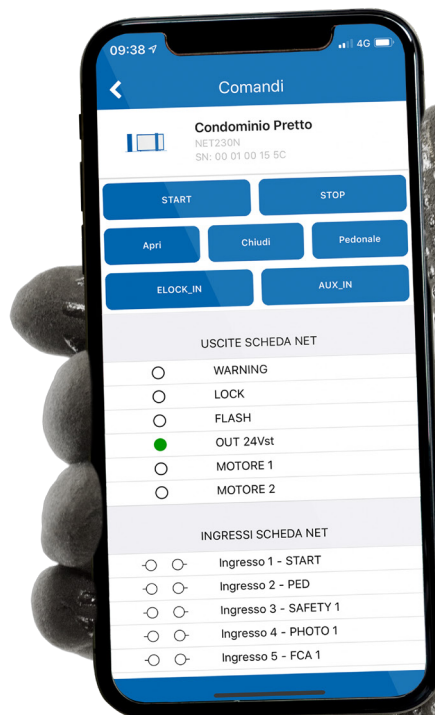 09:38 4G
Comandi
Condominio Pretto
NET230N
SN: 00 01 00 15 5C
START STOP
Apri Chiudi Pedonale
ELOCK_IN AUX_IN
USCITE SCHEDA NET
WARNING
LOCK
FLASH
OUT 24Vst
MOTORE 1
MOTORE 2
INGRESSI SCHEDA NET
Ingresso 1 - START
Ingresso 2 - PED
Ingresso 3 - SAFETY 1
Ingresso 4 - PHOTO 1
Ingresso 5 - FCA 1